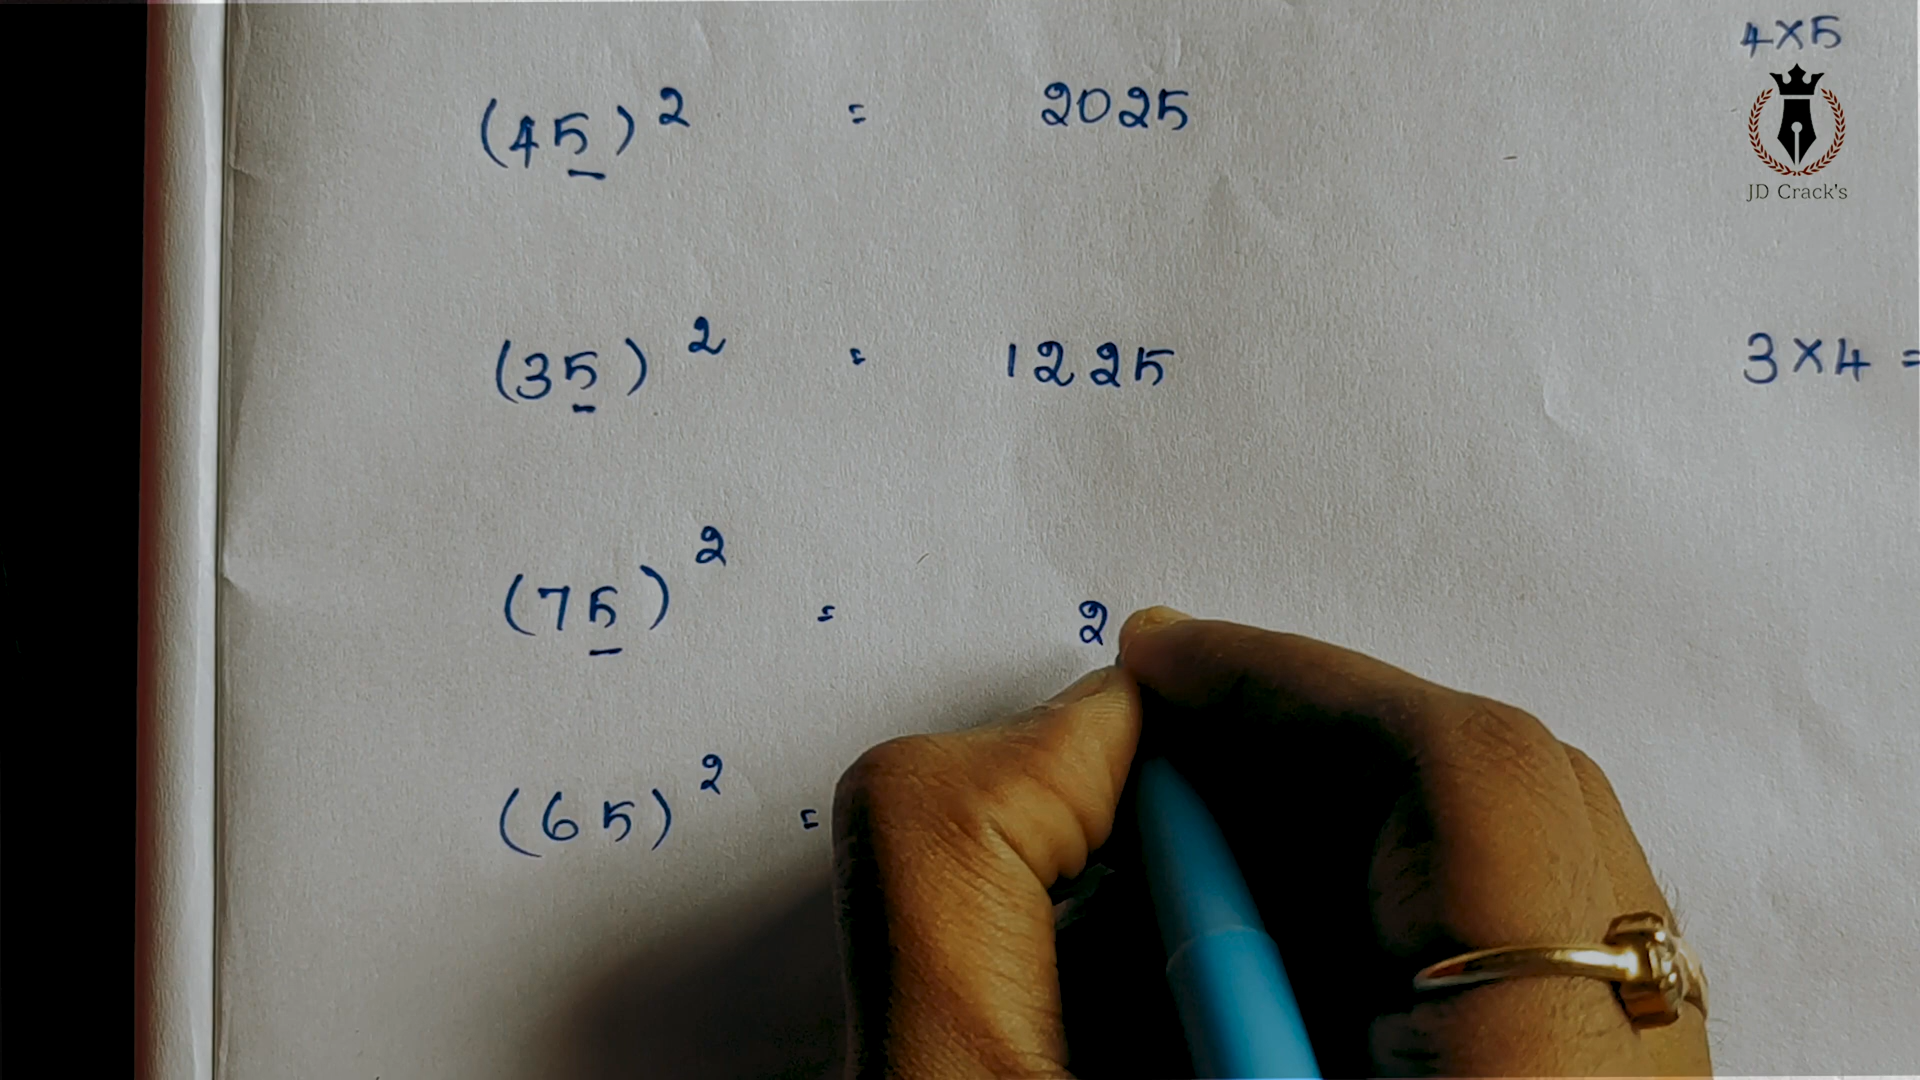 4×5
(45)² = 2025
JD Crack's
(35)² = 1225
3×4 =
(75)² = 2
(65)² =